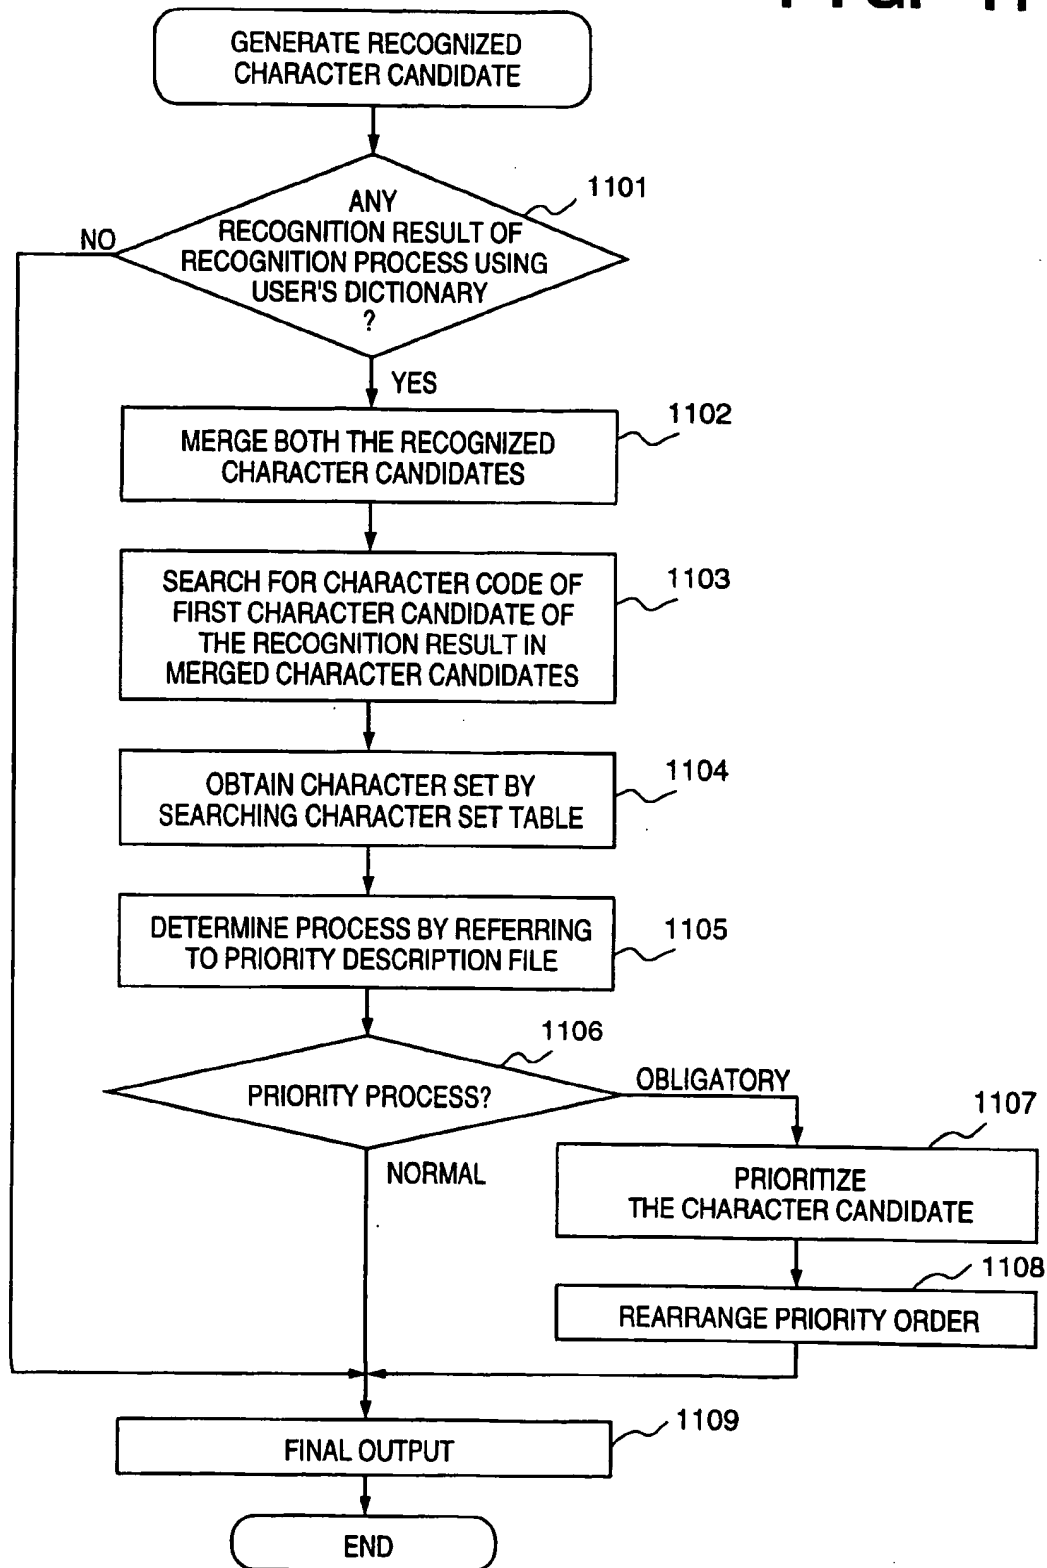 GENERATE RECOGNIZED
CHARACTER CANDIDATE
1101
ANY
RECOGNITION RESULT OF
RECOGNITION PROCESS USING
USER'S DICTIONARY
?
NO
YES
1102
MERGE BOTH THE RECOGNIZED
CHARACTER CANDIDATES
1103
SEARCH FOR CHARACTER CODE OF
FIRST CHARACTER CANDIDATE OF
THE RECOGNITION RESULT IN
MERGED CHARACTER CANDIDATES
1104
OBTAIN CHARACTER SET BY
SEARCHING CHARACTER SET TABLE
1105
DETERMINE PROCESS BY REFERRING
TO PRIORITY DESCRIPTION FILE
1106
PRIORITY PROCESS?
OBLIGATORY
NORMAL
1107
PRIORITIZE
THE CHARACTER CANDIDATE
1108
REARRANGE PRIORITY ORDER
1109
FINAL OUTPUT
END